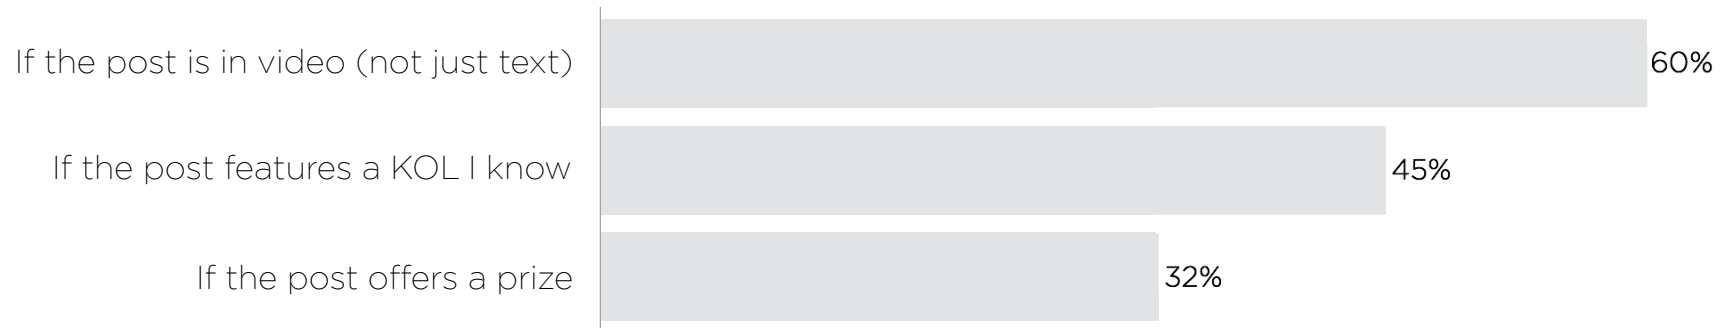 If the post is in video (not just text)
60%
If the post features a KOL I know
45%
If the post offers a prize
32%